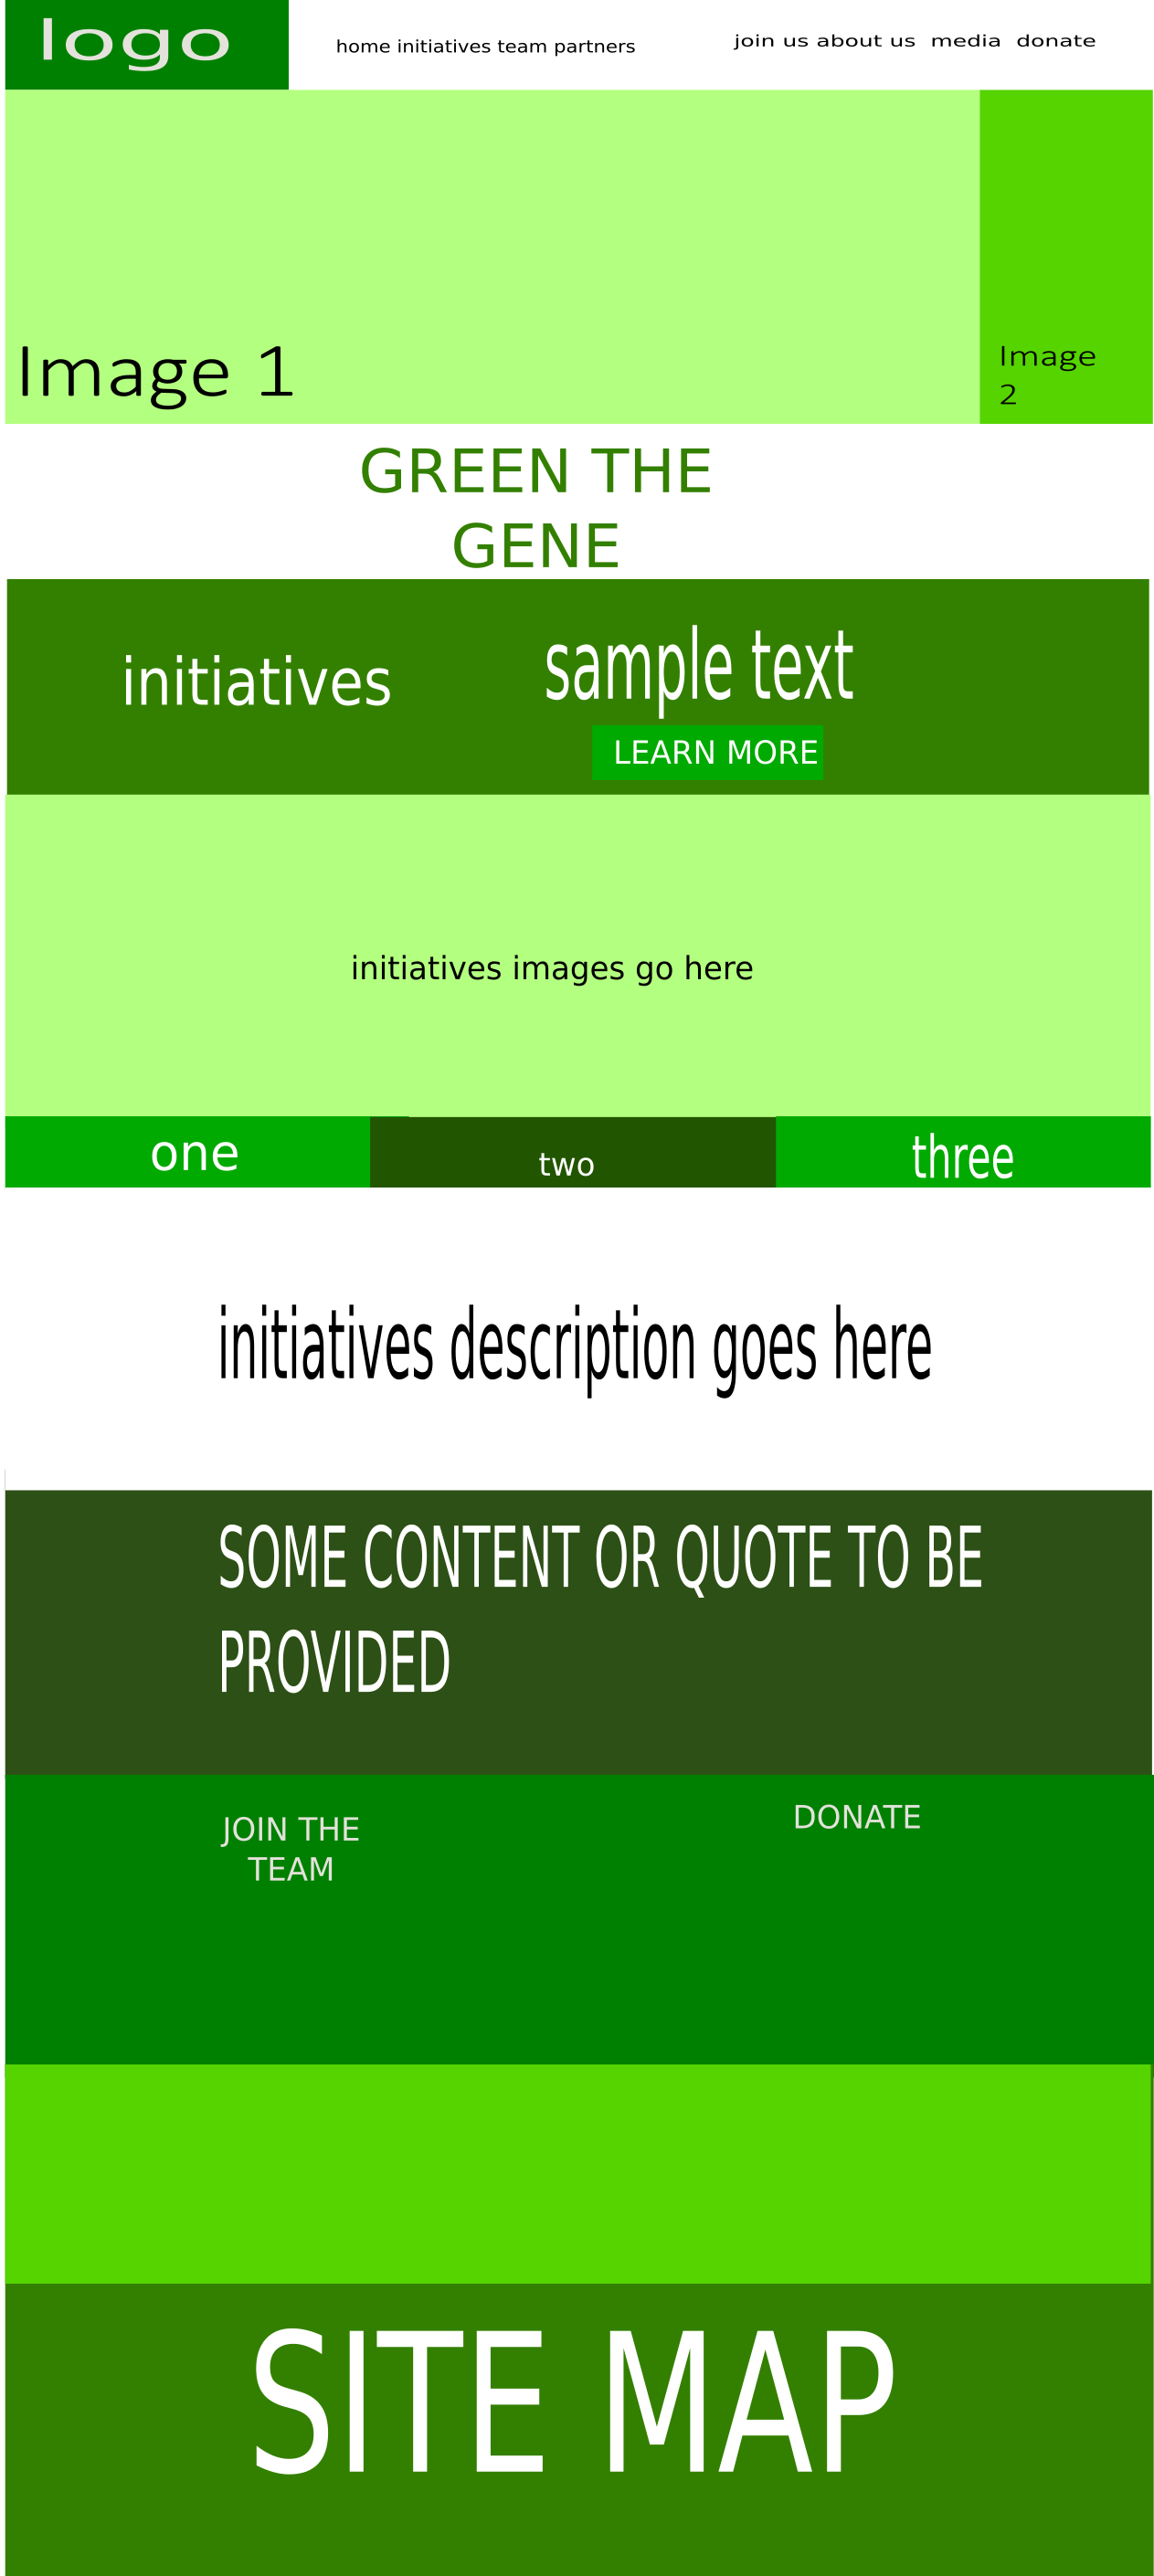 logo
home initiatives team partners
join us about us media donate
Image 1
Image
2
GREEN THE
GENE
initiatives
sample text
LEARN MORE
initiatives images go here
one
two
three
initiatives description goes here
SOME CONTENT OR QUOTE TO BE
PROVIDED
JOIN THE
TEAM
DONATE
SITE MAP